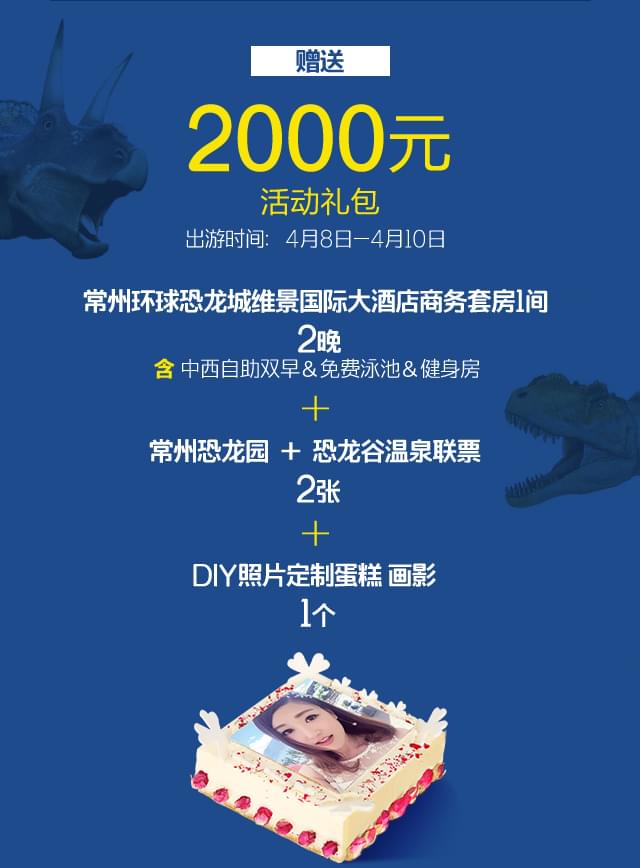 赠送
2000元
活动礼包
出游时间: 4月8日—4月10日
常州环球恐龙城维景国际大酒店商务套房1间
2晚
含 中西自助双早＆免费泳池＆健身房
+
常州恐龙园 + 恐龙谷温泉联票
2张
+
DIY照片定制蛋糕 画影
1个